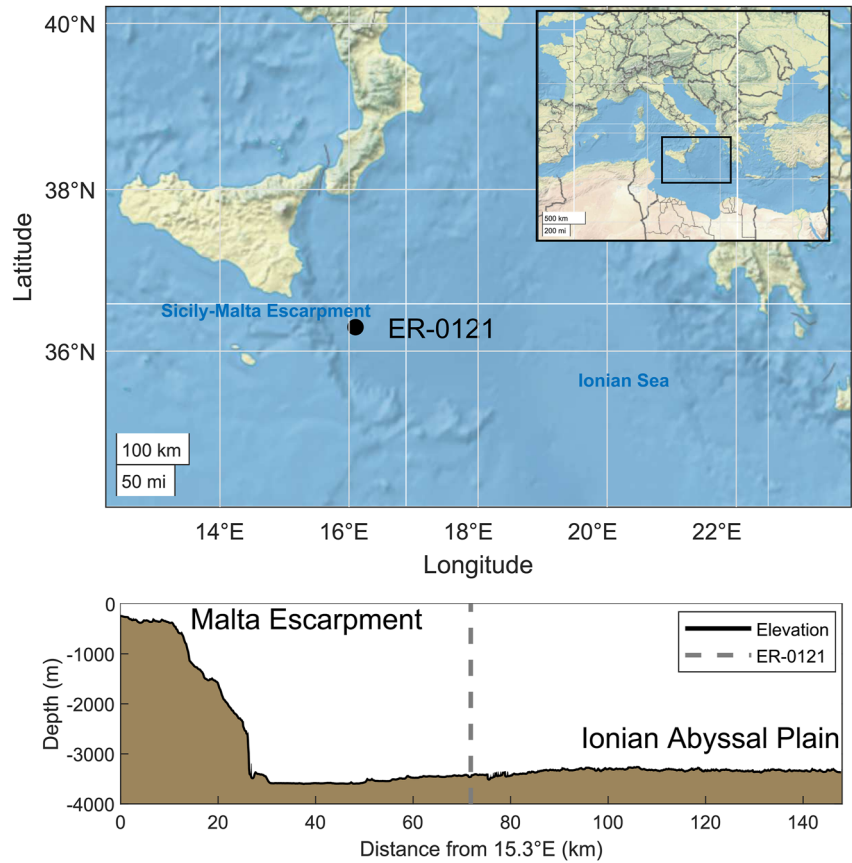 40°N
38°N
36°N
Latitude
500 km
200 mi
Sicily-Malta Escarpment
ER-0121
Ionian Sea
100 km
50 mi
14°E
16°E
18°E
20°E
22°E
Longitude
0
-1000
-2000
-3000
-4000
Depth (m)
Malta Escarpment
Elevation
ER-0121
Ionian Abyssal Plain
0
20
40
60
80
100
120
140
Distance from 15.3°E (km)